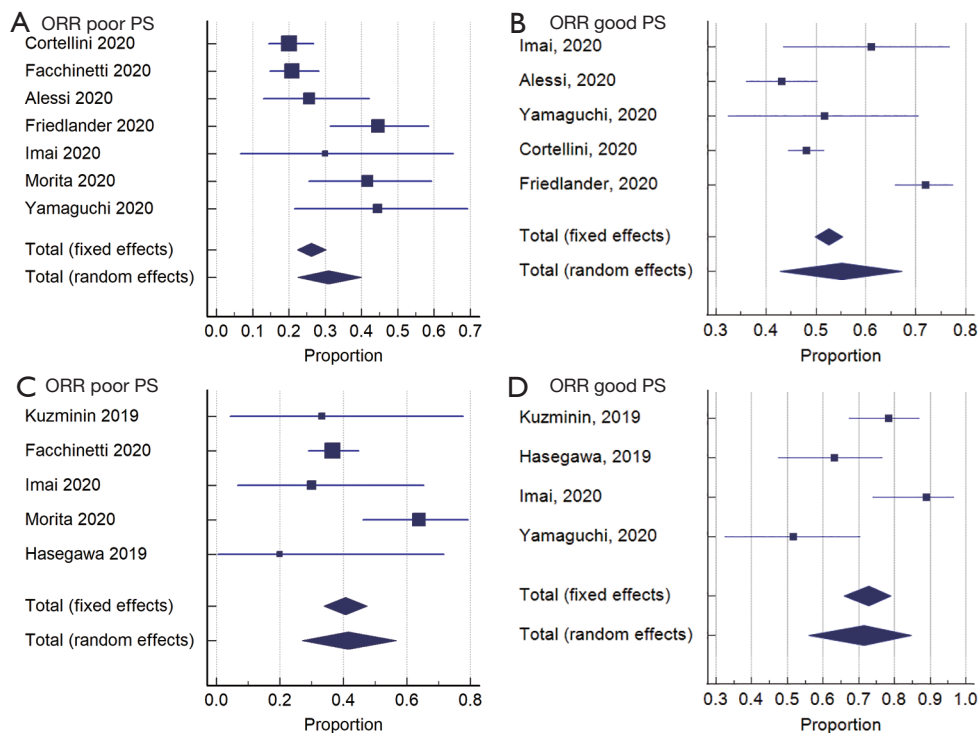 A ORR poor PS
Cortellini 2020
Facchinetti 2020
Alessi 2020
Friedlander 2020
Imai 2020
Morita 2020
Yamaguchi 2020
Total (fixed effects)
Total (random effects)
0.0 0.1 0.2 0.3 0.4 0.5 0.6 0.7
Proportion
B ORR good PS
Imai, 2020
Alessi, 2020
Yamaguchi, 2020
Cortellini, 2020
Friedlander, 2020
Total (fixed effects)
Total (random effects)
0.3 0.4 0.5 0.6 0.7 0.8
Proportion
C ORR poor PS
Kuzminin 2019
Facchinetti 2020
Imai 2020
Morita 2020
Hasegawa 2019
Total (fixed effects)
Total (random effects)
0.0 0.2 0.4 0.6 0.8
Proportion
D ORR good PS
Kuzminin, 2019
Hasegawa, 2019
Imai, 2020
Yamaguchi, 2020
Total (fixed effects)
Total (random effects)
0.3 0.4 0.5 0.6 0.7 0.8 0.9 1.0
Proportion